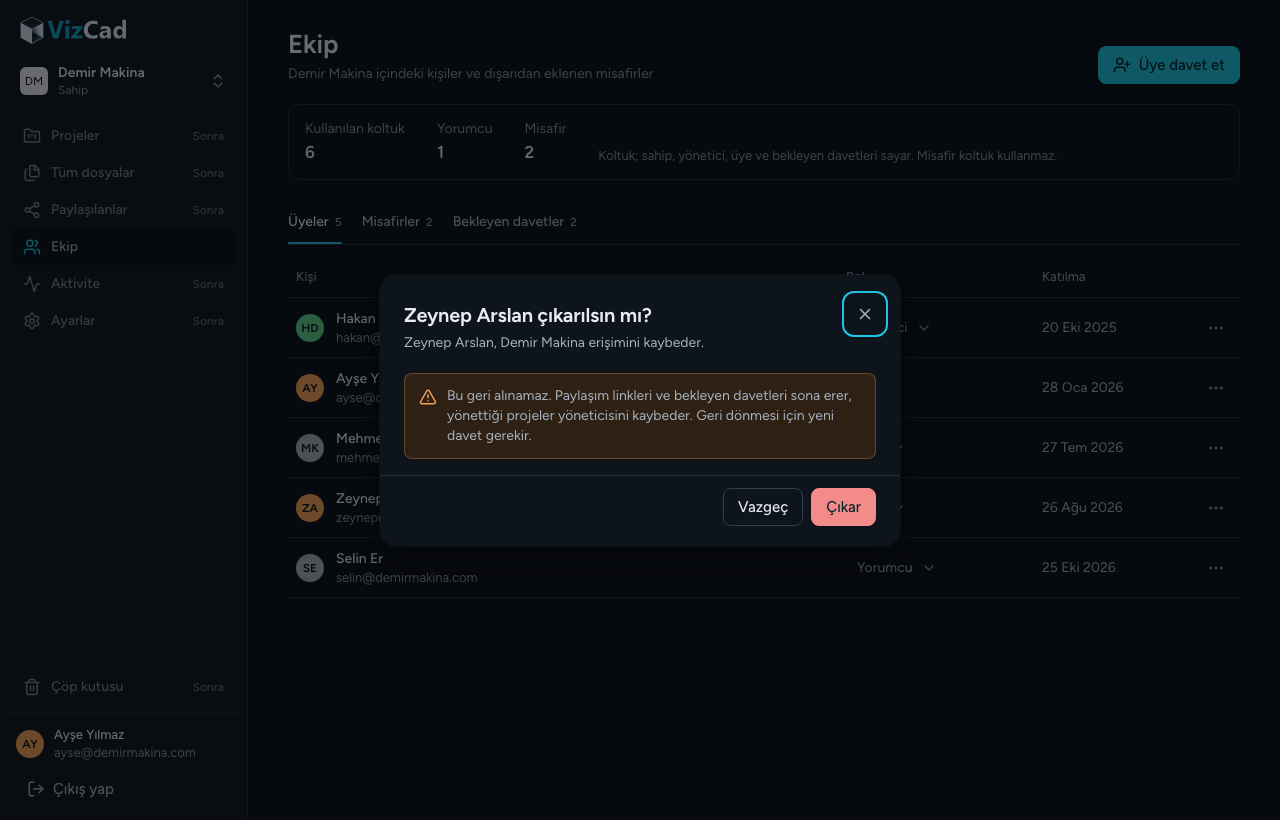 VizCad
DM
Demir Makina
Sahip
Projeler Sonra
Tüm dosyalar Sonra
Paylaşılanlar Sonra
Ekip
Aktivite Sonra
Ayarlar Sonra
Çöp kutusu Sonra
AY
Ayşe Yılmaz
ayse@demirmakina.com
Çıkış yap
Ekip
Demir Makina içindeki kişiler ve dışarıdan eklenen misafirler
Üye davet et
Kullanılan koltuk Yorumcu Misafir
6 1 2
Koltuk; sahip, yönetici, üye ve bekleyen davetleri sayar. Misafir koltuk kullanmaz.
Üyeler 5 Misafirler 2 Bekleyen davetler 2
Kişi Katılma
HD Hakan 20 Eki 2025
hakan@
AY Ayşe Y 28 Oca 2026
MK Mehme 27 Tem 2026
mehme
ZA Zeynep 26 Ağu 2026
SE Selin Er Yorumcu 25 Eki 2026
selin@demirmakina.com
Zeynep Arslan çıkarılsın mı?
Zeynep Arslan, Demir Makina erişimini kaybeder.
Bu geri alınamaz. Paylaşım linkleri ve bekleyen davetleri sona erer,
yönettiği projeler yöneticisini kaybeder. Geri dönmesi için yeni
davet gerekir.
Vazgeç Çıkar